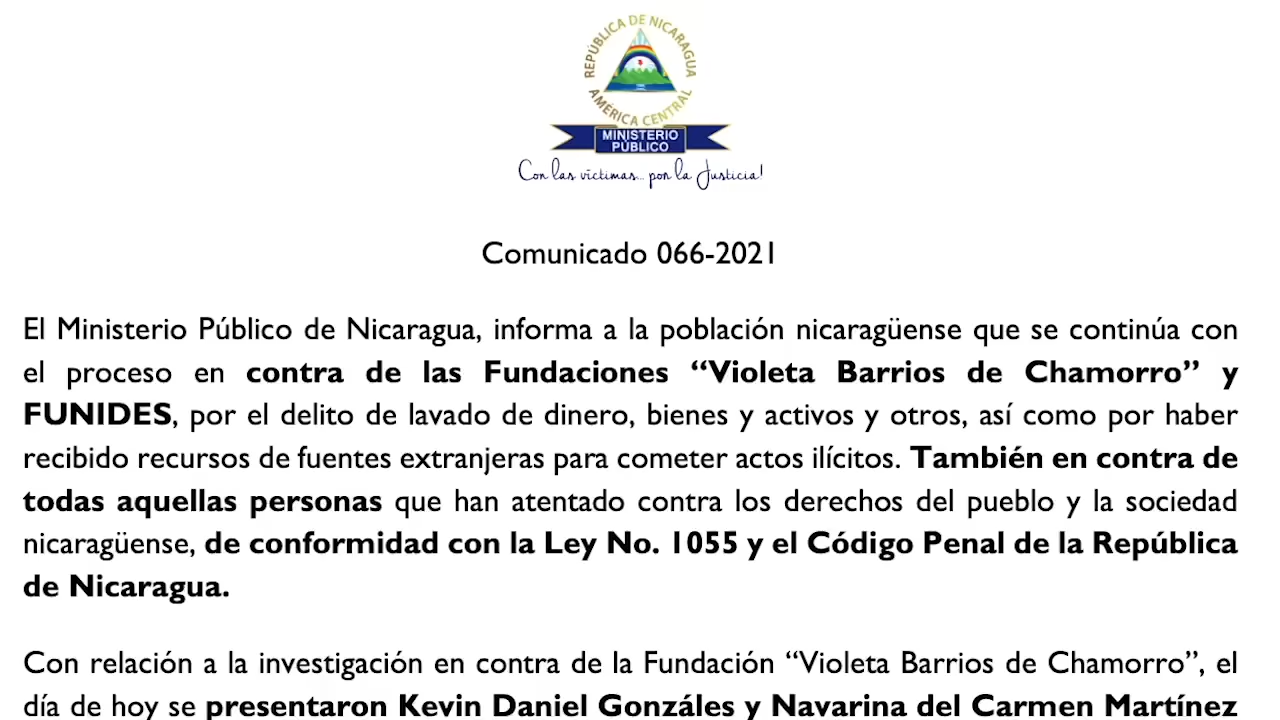 REPÚBLICA DE NICARAGUA
AMÉRICA CENTRAL
MINISTERIO
PÚBLICO
Con las víctimas... por la Justicia!
Comunicado 066-2021
El Ministerio Público de Nicaragua, informa a la población nicaragüense que se continúa con
el proceso en contra de las Fundaciones “Violeta Barrios de Chamorro” y
FUNIDES, por el delito de lavado de dinero, bienes y activos y otros, así como por haber
recibido recursos de fuentes extranjeras para cometer actos ilícitos. También en contra de
todas aquellas personas que han atentado contra los derechos del pueblo y la sociedad
nicaragüense, de conformidad con la Ley No. 1055 y el Código Penal de la República
de Nicaragua.
Con relación a la investigación en contra de la Fundación “Violeta Barrios de Chamorro”, el
día de hoy se presentaron Kevin Daniel Gonzáles y Navarina del Carmen Martínez